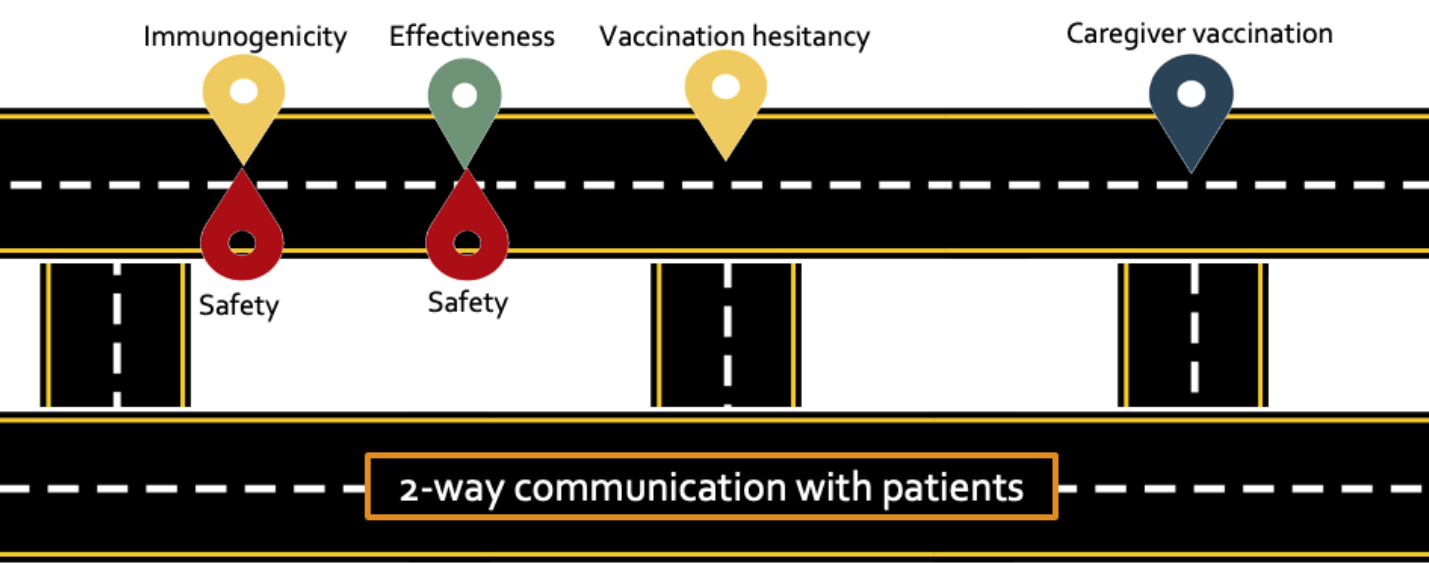 Immunogenicity
Effectiveness
Vaccination hesitancy
Caregiver vaccination
Safety
Safety
2-way communication with patients